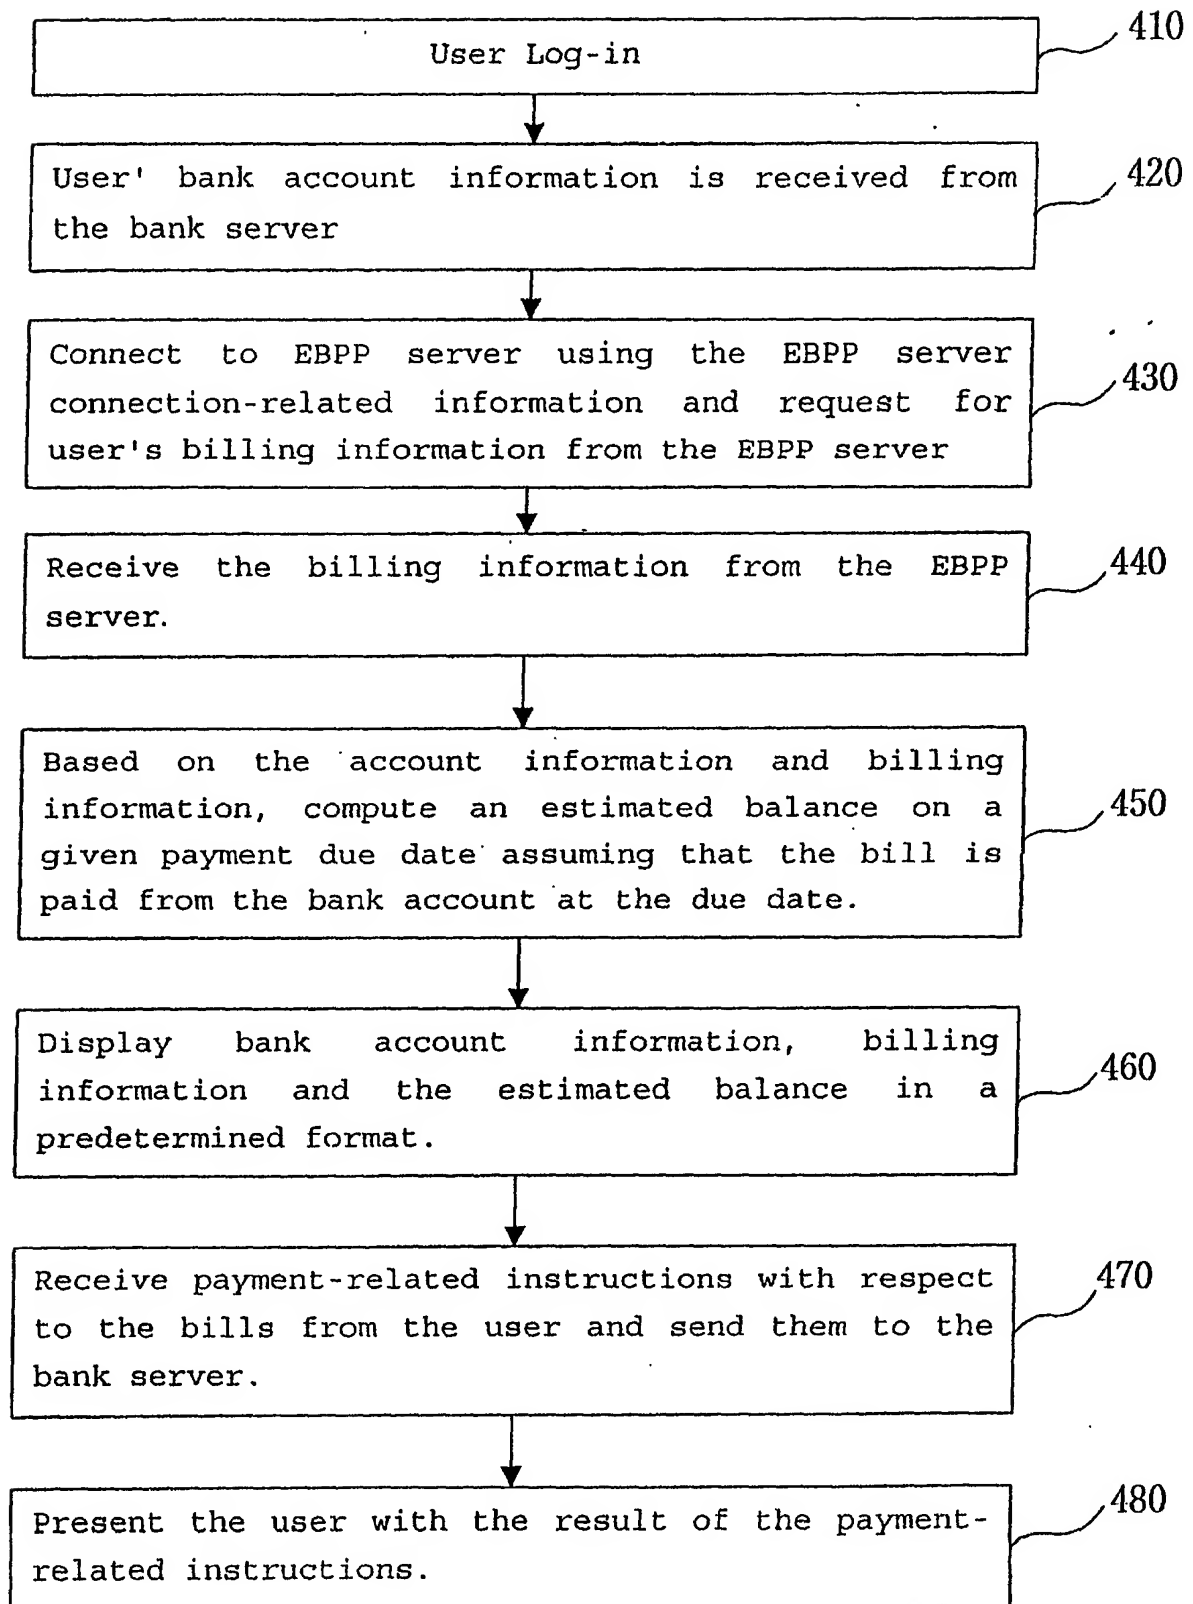 User Log-in
410
User' bank account information is received from
the bank server
420
Connect to EBPP server using the EBPP server
connection-related information and request for
user's billing information from the EBPP server
430
Receive the billing information from the EBPP
server.
440
Based on the account information and billing
information, compute an estimated balance on a
given payment due date assuming that the bill is
paid from the bank account at the due date.
450
Display bank account information, billing
information and the estimated balance in a
predetermined format.
460
Receive payment-related instructions with respect
to the bills from the user and send them to the
bank server.
470
Present the user with the result of the payment-
related instructions.
480